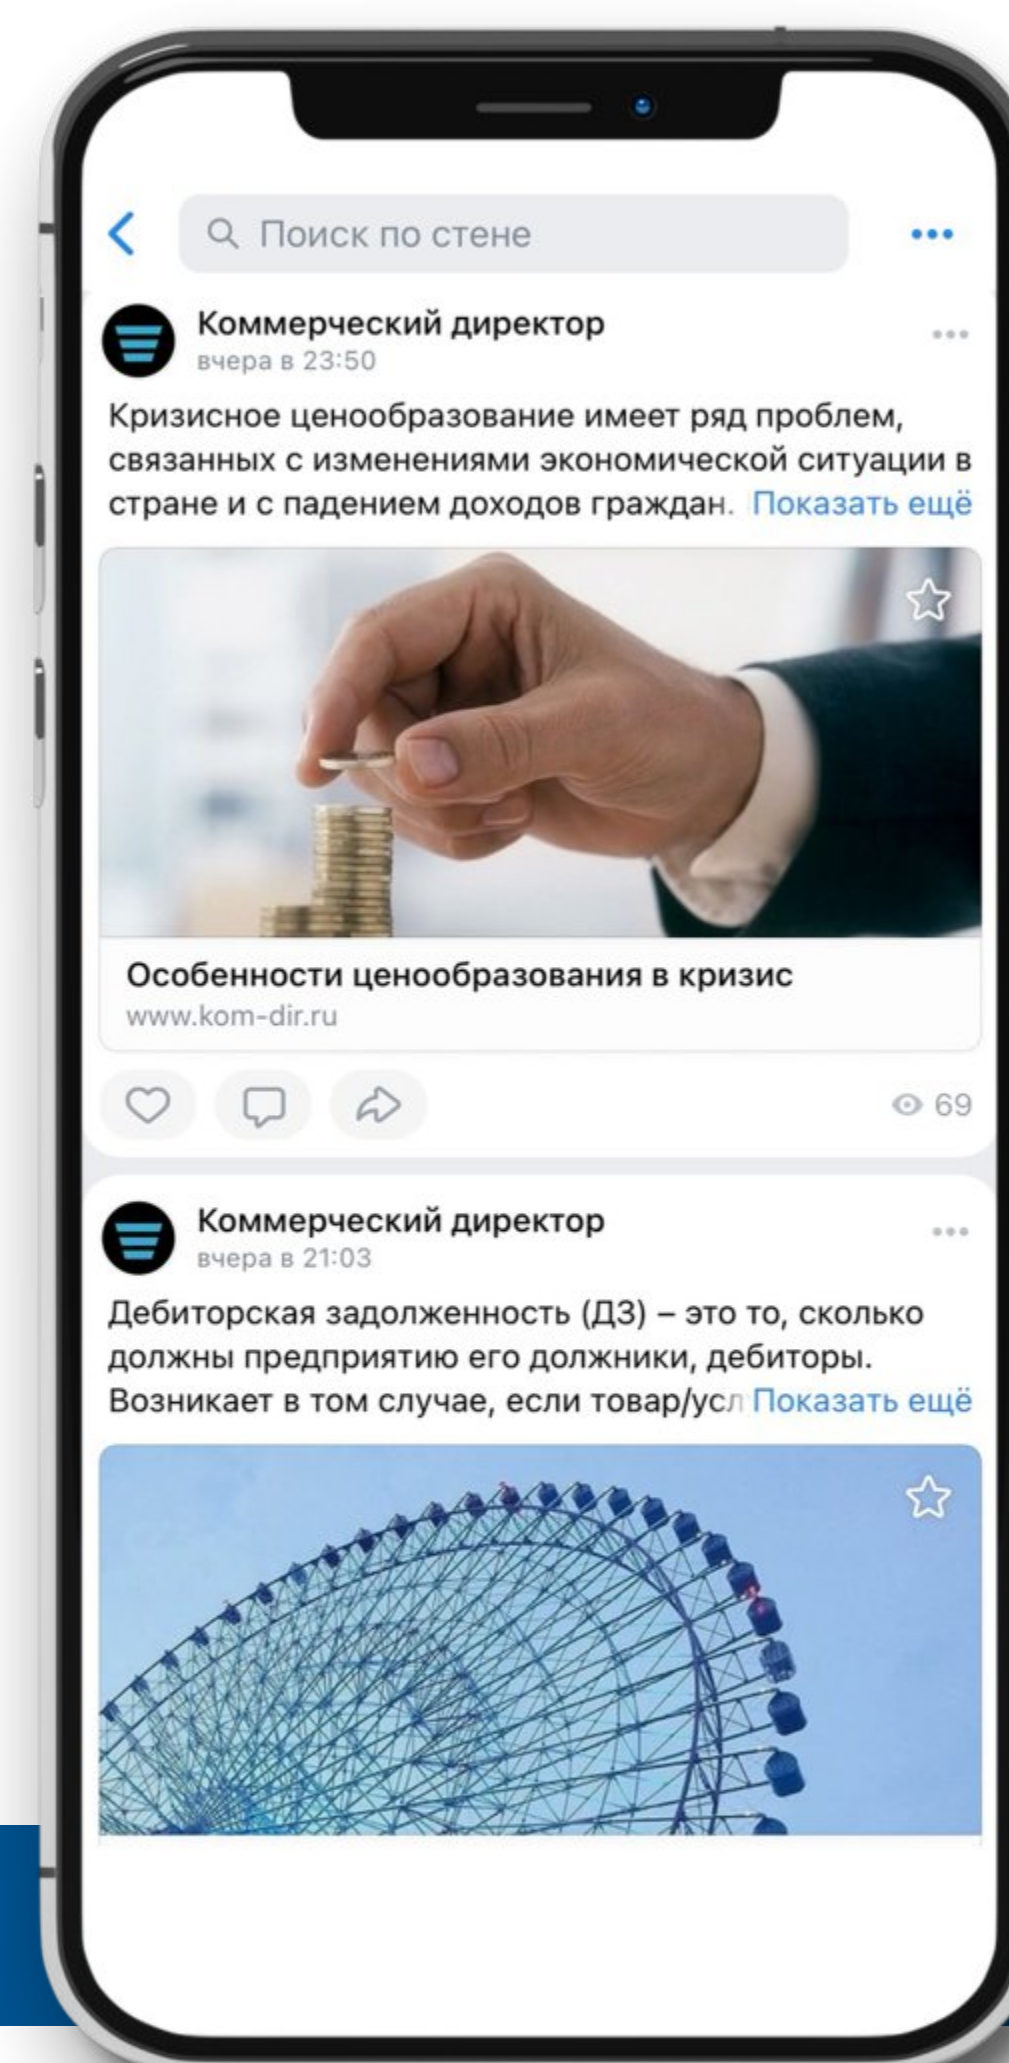 Поиск по стене
Коммерческий директор
вчера в 23:50
Кризисное ценообразование имеет ряд проблем,
связанных с изменениями экономической ситуации в
стране и с падением доходов граждан. Показать ещё
Особенности ценообразования в кризис
www.kom-dir.ru
69
Коммерческий директор
вчера в 21:03
Дебиторская задолженность (ДЗ) – это то, сколько
должны предприятию его должники, дебиторы.
Возникает в том случае, если товар/усл Показать ещё